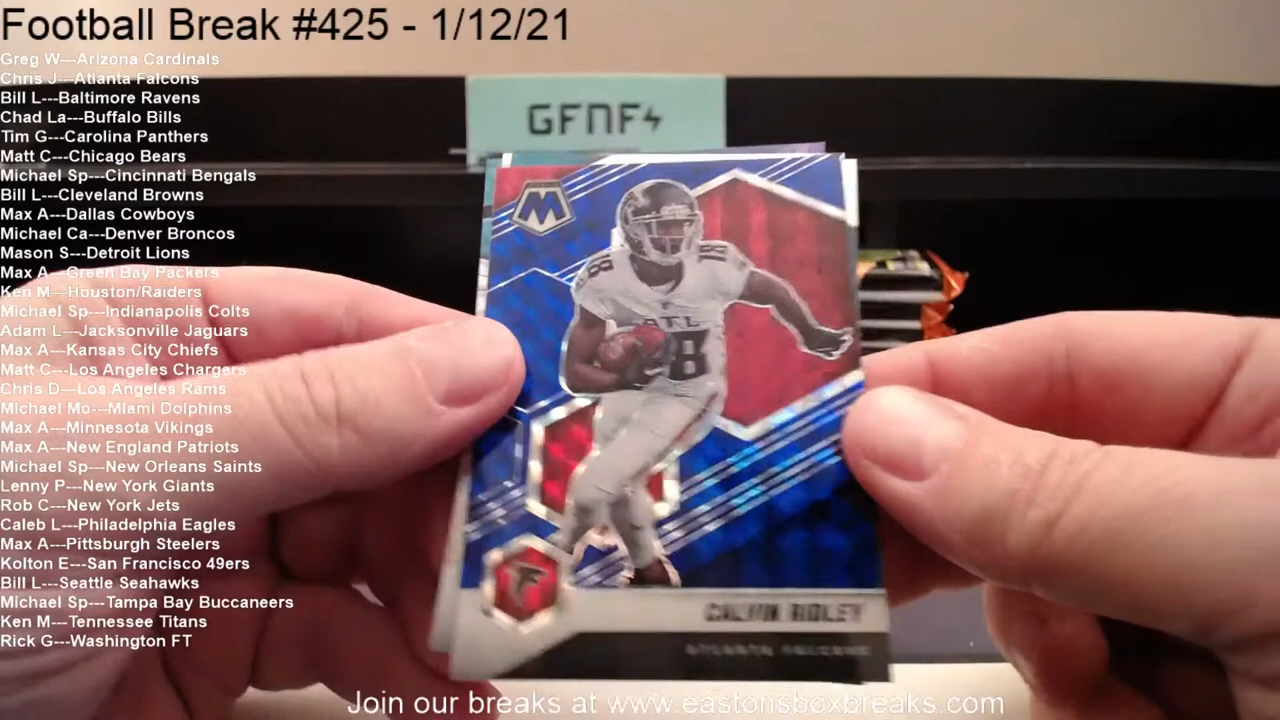 Football Break #425 - 1/12/21
Greg W---Arizona Cardinals
Chris J---Atlanta Falcons
Bill L---Baltimore Ravens
Chad La---Buffalo Bills
Tim G---Carolina Panthers
Matt C---Chicago Bears
Michael Sp---Cincinnati Bengals
Bill L---Cleveland Browns
Max A---Dallas Cowboys
Michael Ca---Denver Broncos
Mason S---Detroit Lions
Max A---Green Bay Packers
Ken M---Houston/Raiders
Michael Sp---Indianapolis Colts
Adam L---Jacksonville Jaguars
Max A---Kansas City Chiefs
Matt C---Los Angeles Chargers
Chris D---Los Angeles Rams
Michael Mo---Miami Dolphins
Max A---Minnesota Vikings
Max A---New England Patriots
Michael Sp---New Orleans Saints
Lenny P---New York Giants
Rob C---New York Jets
Caleb L---Philadelphia Eagles
Max A---Pittsburgh Steelers
Kolton E---San Francisco 49ers
Bill L---Seattle Seahawks
Michael Sp---Tampa Bay Buccaneers
Ken M---Tennessee Titans
Rick G---Washington FT
GFNF
M
18
18
ATL
18
CALVIN RIDLEY
ATLANTA FALCONS
Join our breaks at www.eastonsboxbreaks.com